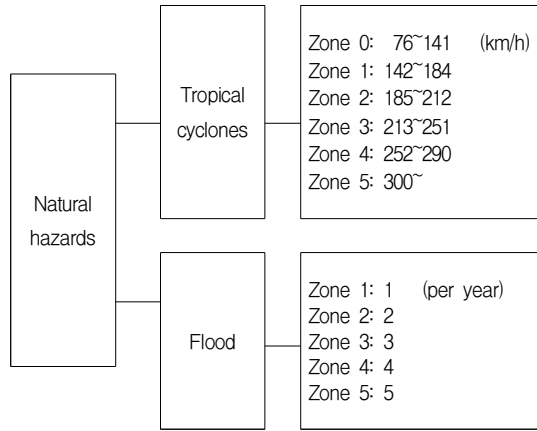 Natural
hazards
Tropical
cyclones
Zone 0: 76~141 (km/h)
Zone 1: 142~184
Zone 2: 185~212
Zone 3: 213~251
Zone 4: 252~290
Zone 5: 300~
Flood
Zone 1: 1 (per year)
Zone 2: 2
Zone 3: 3
Zone 4: 4
Zone 5: 5